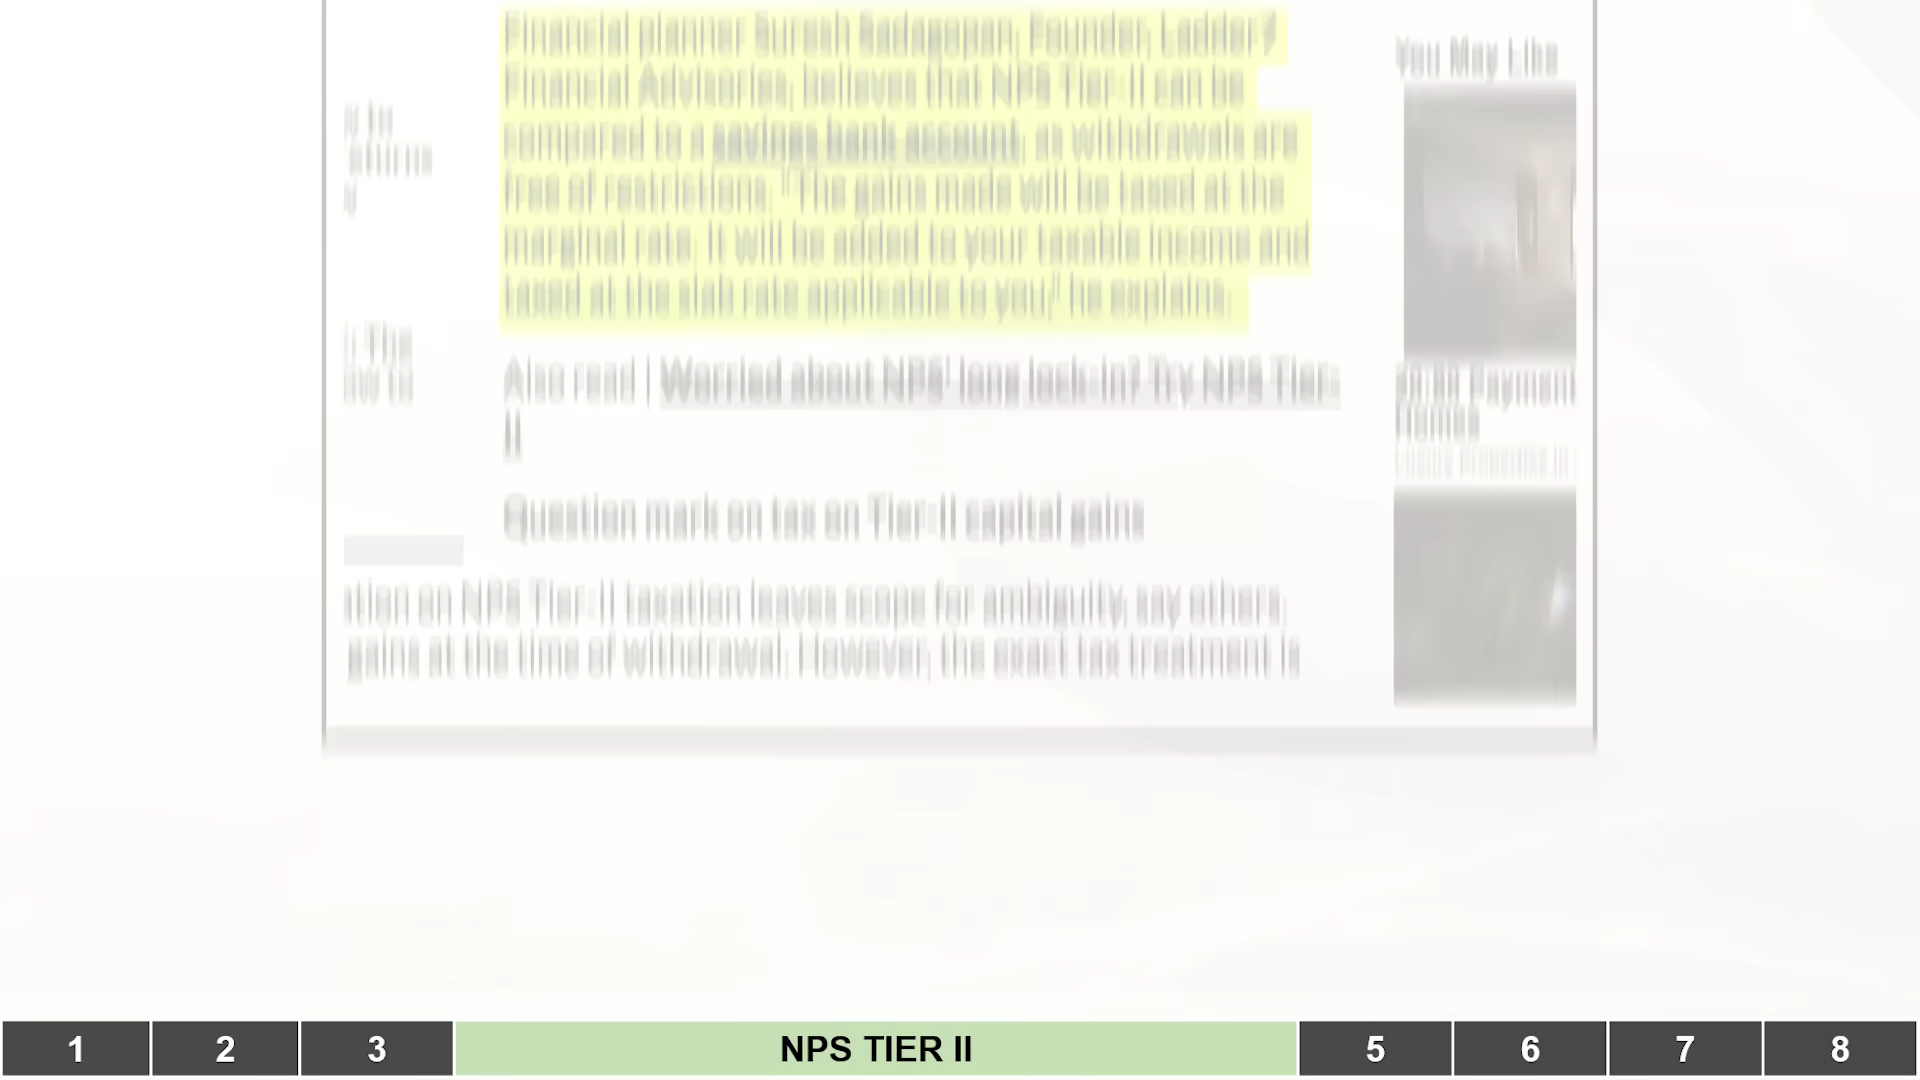 Financial planner Suresh Sadagopan, Founder, Ladder7
Financial Advisories, believes that NPS Tier-II can be
compared to a savings bank account, as withdrawals are
free of restrictions. "The gains made will be taxed at the
marginal rate. It will be added to your taxable income and
taxed at the slab rate applicable to you," he explains.
Also read | Worried about NPS' long lock-in? Try NPS Tier-
II
Question mark on tax on Tier-II capital gains
on NPS Tier-II taxation leaves scope for ambiguity, say others.
gains at the time of withdrawal. However, the exact tax treatment is
You May Like
Payment
1
2
3
NPS TIER II
5
6
7
8